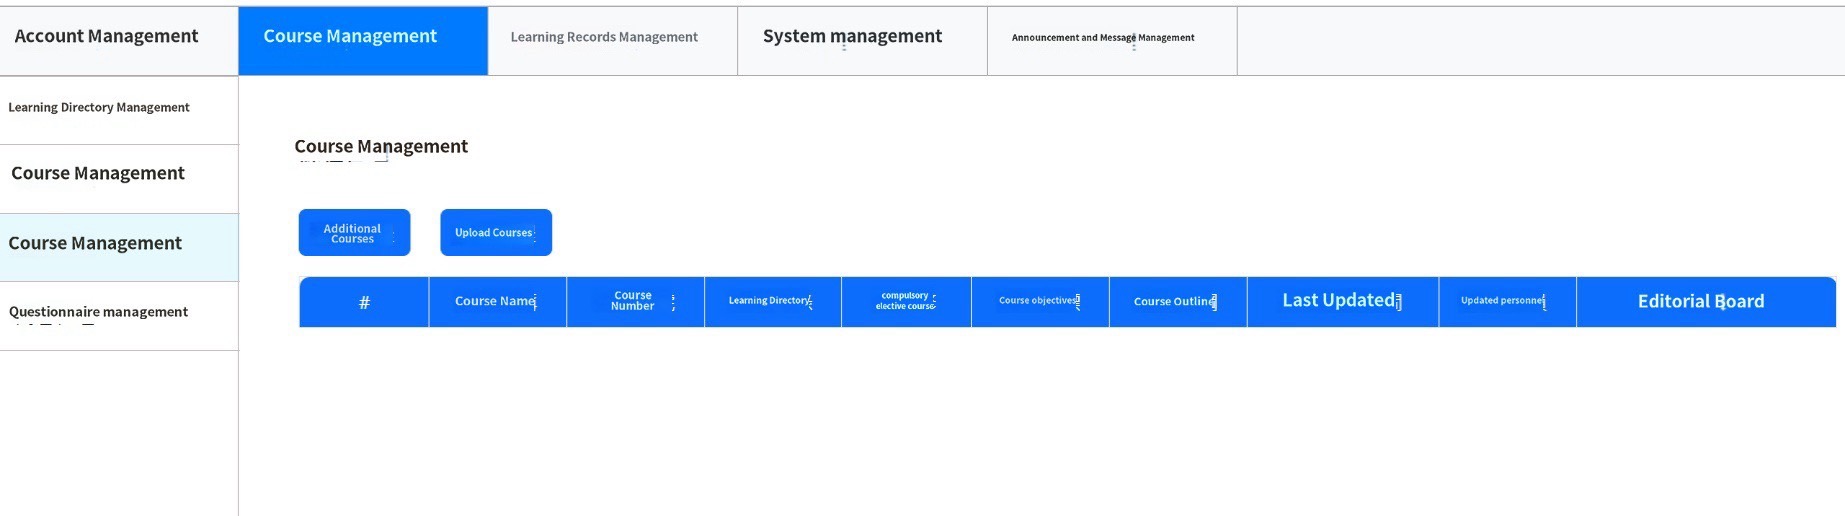 Account Management
Course Management
Learning Records Management
System management
Announcement and Message Management
Learning Directory Management
Course Management
Course Management
Questionnaire management
Course Management
Additional
Courses
Upload Courses
#
Course Name
Course
Number
Learning Directory
compulsory
elective course
Course objectives
Course Outline
Last Updated
Updated personnel
Editorial Board